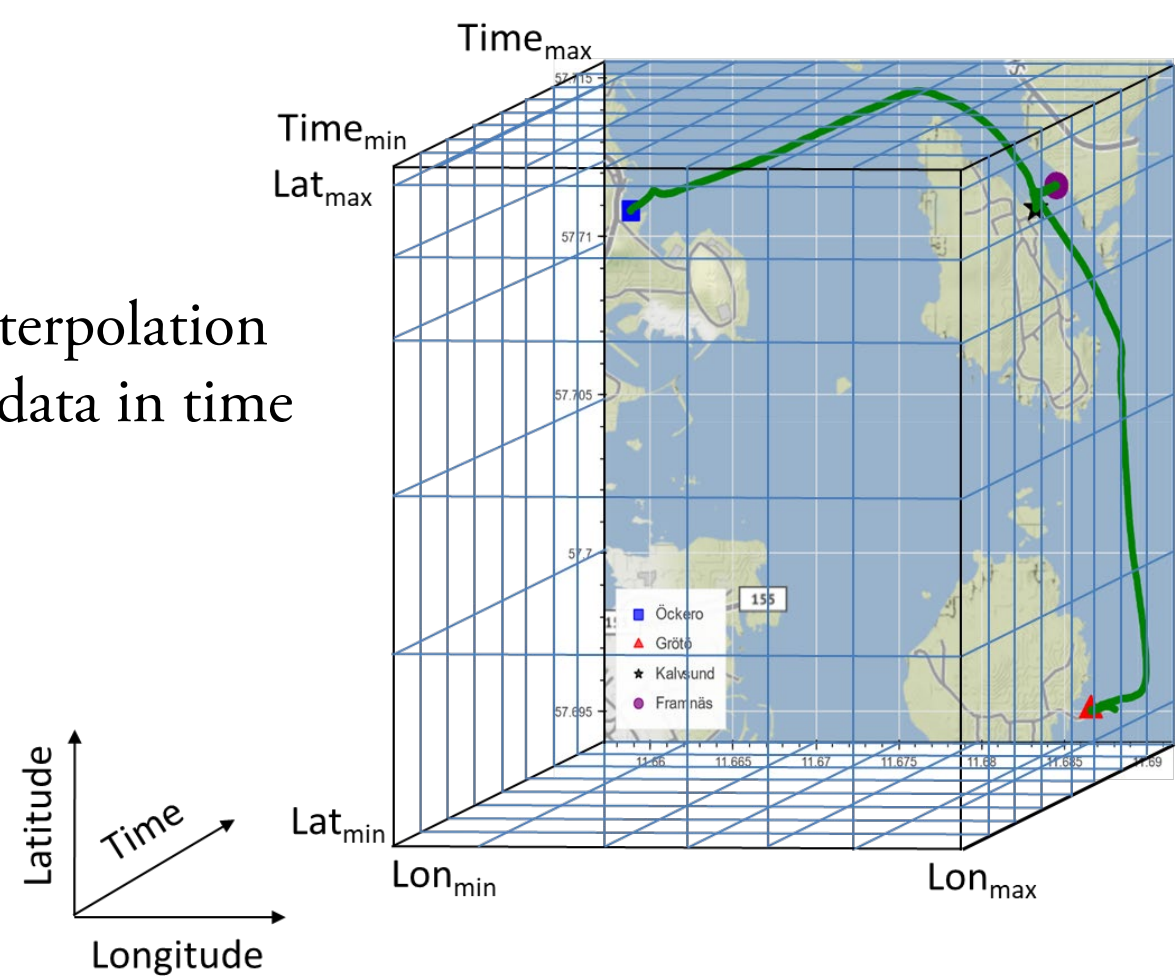 Time max
57.715
Time min
Lat max
57.71
terpolation
data in time
57.705
57.7
155
Öckero
Grötö
Kalvsund
Framnäs
57.695
11.66 11.665 11.67 11.675 11.68 11.685 11.69
Lat min
Lon min
Lon max
Latitude
Time
Longitude